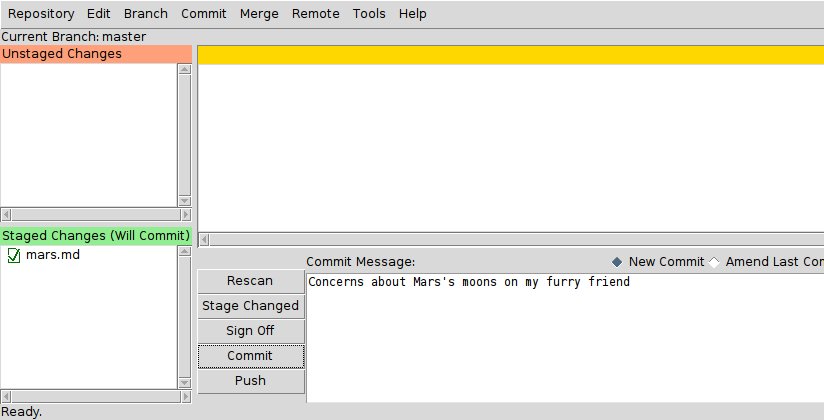 Repository Edit Branch Commit Merge Remote Tools Help
Current Branch: master
Unstaged Changes
Staged Changes (Will Commit)
mars.md
Commit Message:
New Commit
Amend Last Con
Rescan
Stage Changed
Sign Off
Commit
Push
Concerns about Mars's moons on my furry friend
Ready.